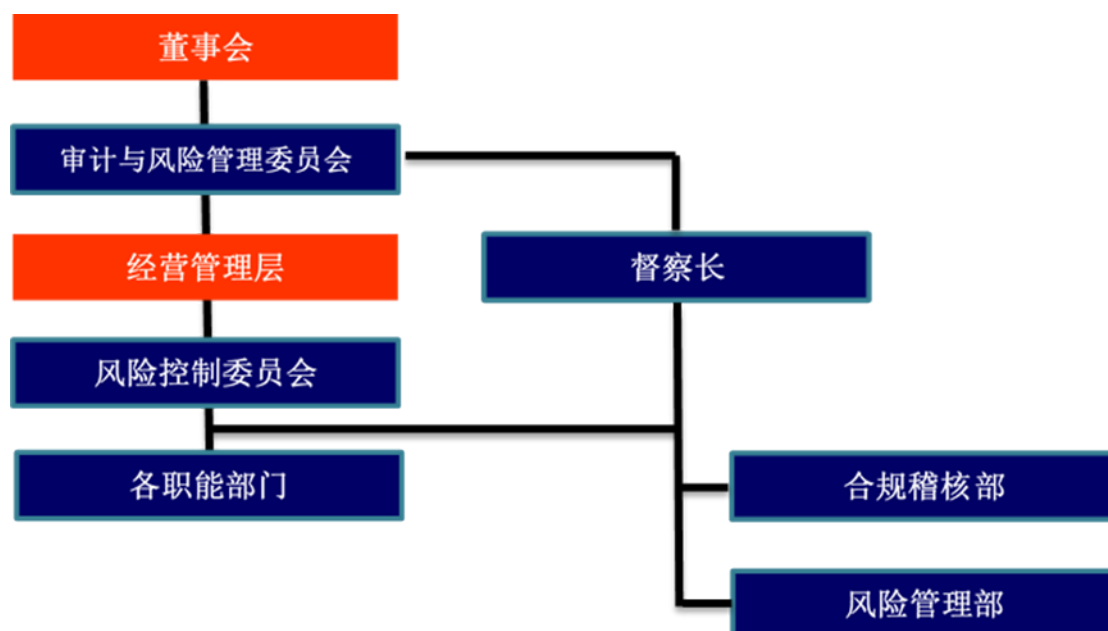 董事会
审计与风险管理委员会
经营管理层
督察长
风险控制委员会
各职能部门
合规稽核部
风险管理部